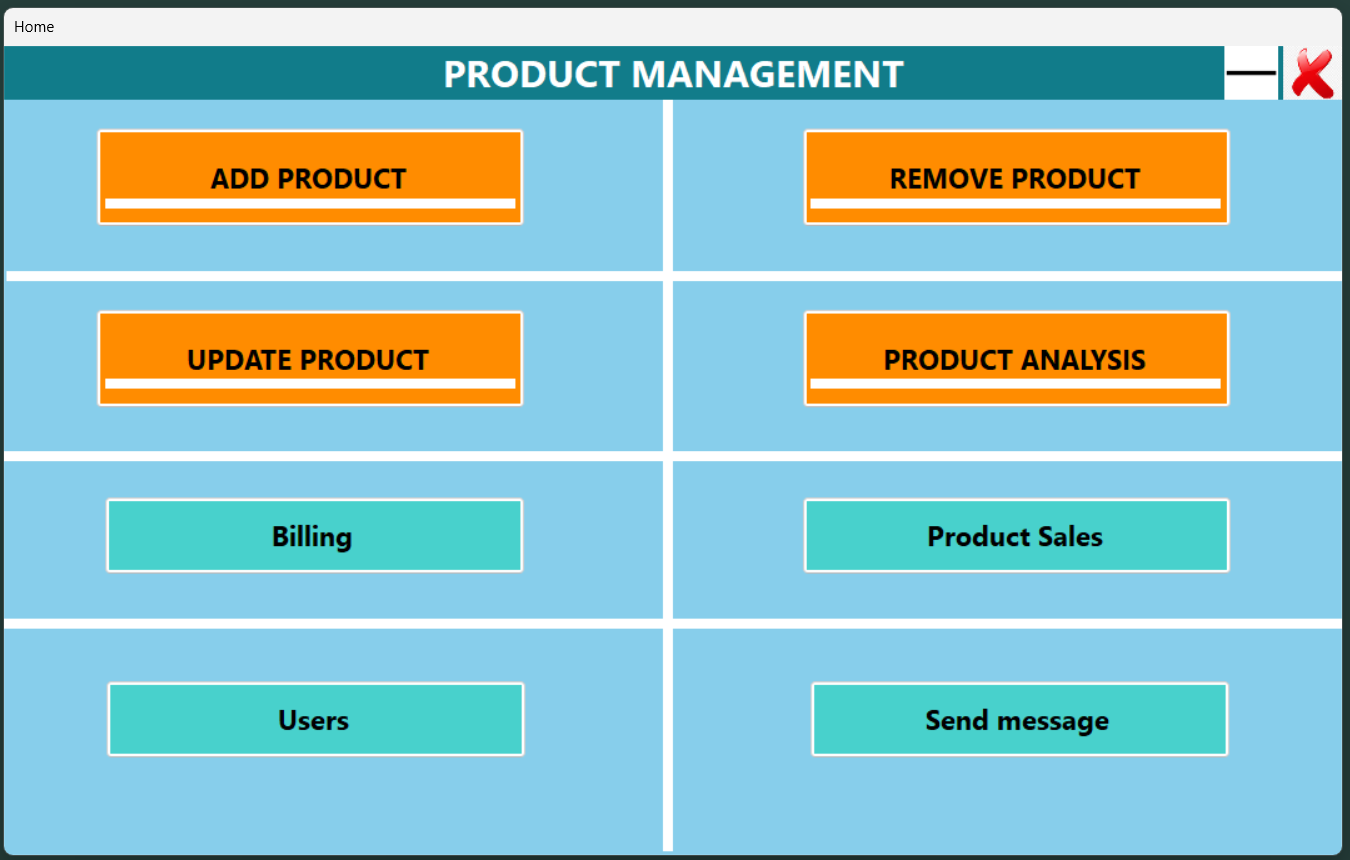 Home
PRODUCT MANAGEMENT
ADD PRODUCT
REMOVE PRODUCT
UPDATE PRODUCT
PRODUCT ANALYSIS
Billing
Product Sales
Users
Send message